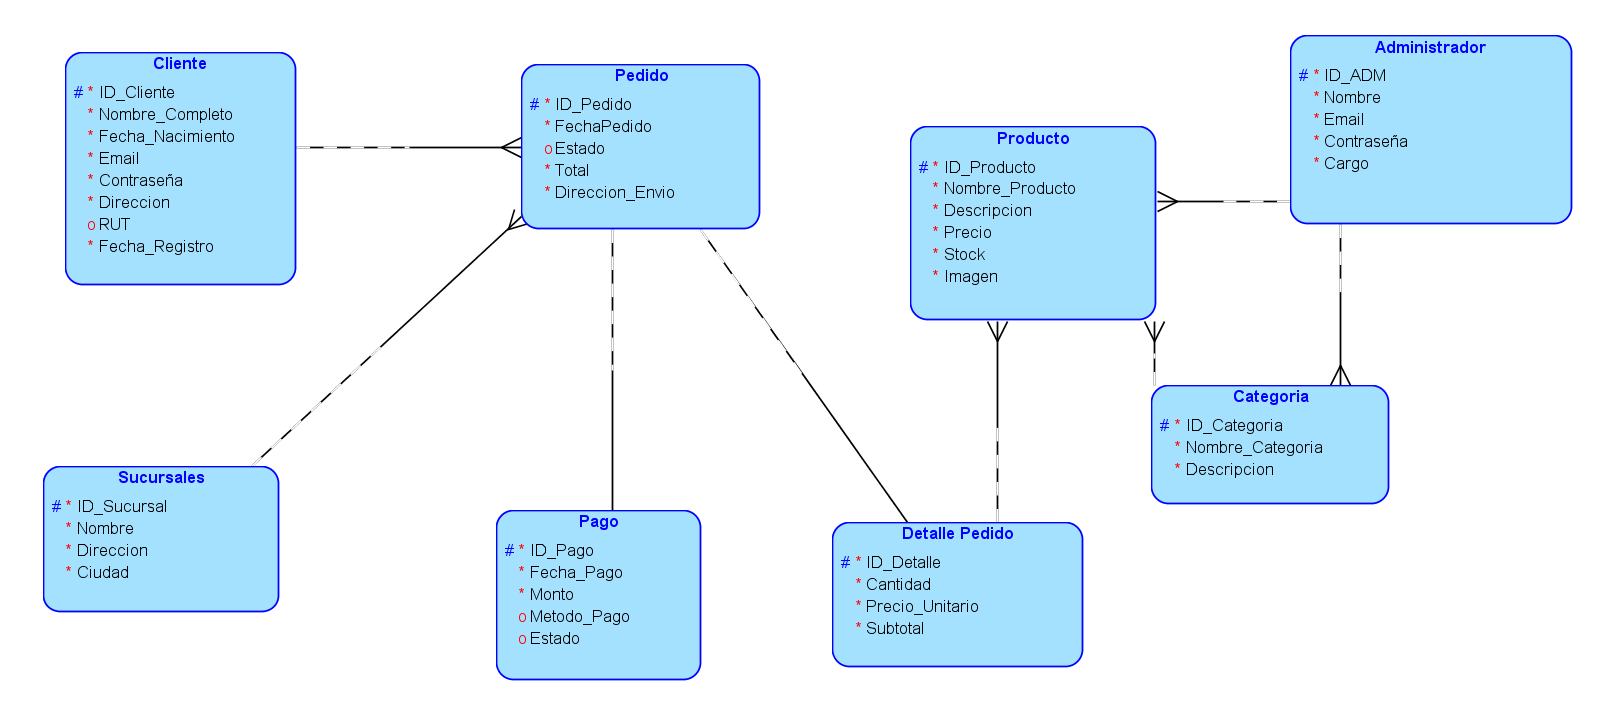 Cliente
# * ID_Cliente
* Nombre_Completo
* Fecha_Nacimiento
* Email
* Contraseña
* Direccion
o RUT
* Fecha_Registro
Pedido
# * ID_Pedido
* FechaPedido
o Estado
* Total
* Direccion_Envio
Producto
# * ID_Producto
* Nombre_Producto
* Descripcion
* Precio
* Stock
* Imagen
Administrador
# * ID_ADM
* Nombre
* Email
* Contraseña
* Cargo
Categoria
# * ID_Categoria
* Nombre_Categoria
* Descripcion
Sucursales
# * ID_Sucursal
* Nombre
* Direccion
* Ciudad
Pago
# * ID_Pago
* Fecha_Pago
* Monto
o Metodo_Pago
o Estado
Detalle Pedido
# * ID_Detalle
* Cantidad
* Precio_Unitario
* Subtotal